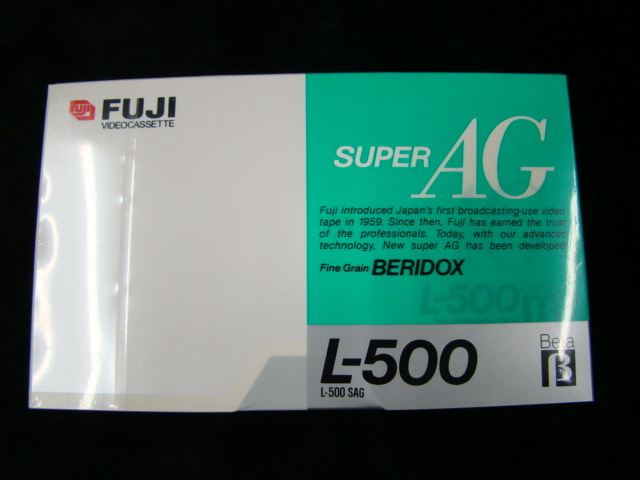 FUJI
FUJI
VIDEOCASSETTE
SUPER AG
Fuji introduced Japan's first broadcasting-use video
tape in 1959. Since then, Fuji has earned the trust
of the professionals. Today, with our advanced
technology, New super AG has been developed
Fine Grain BERIDOX
L-500
L-500
L-500 SAG
Beta
β